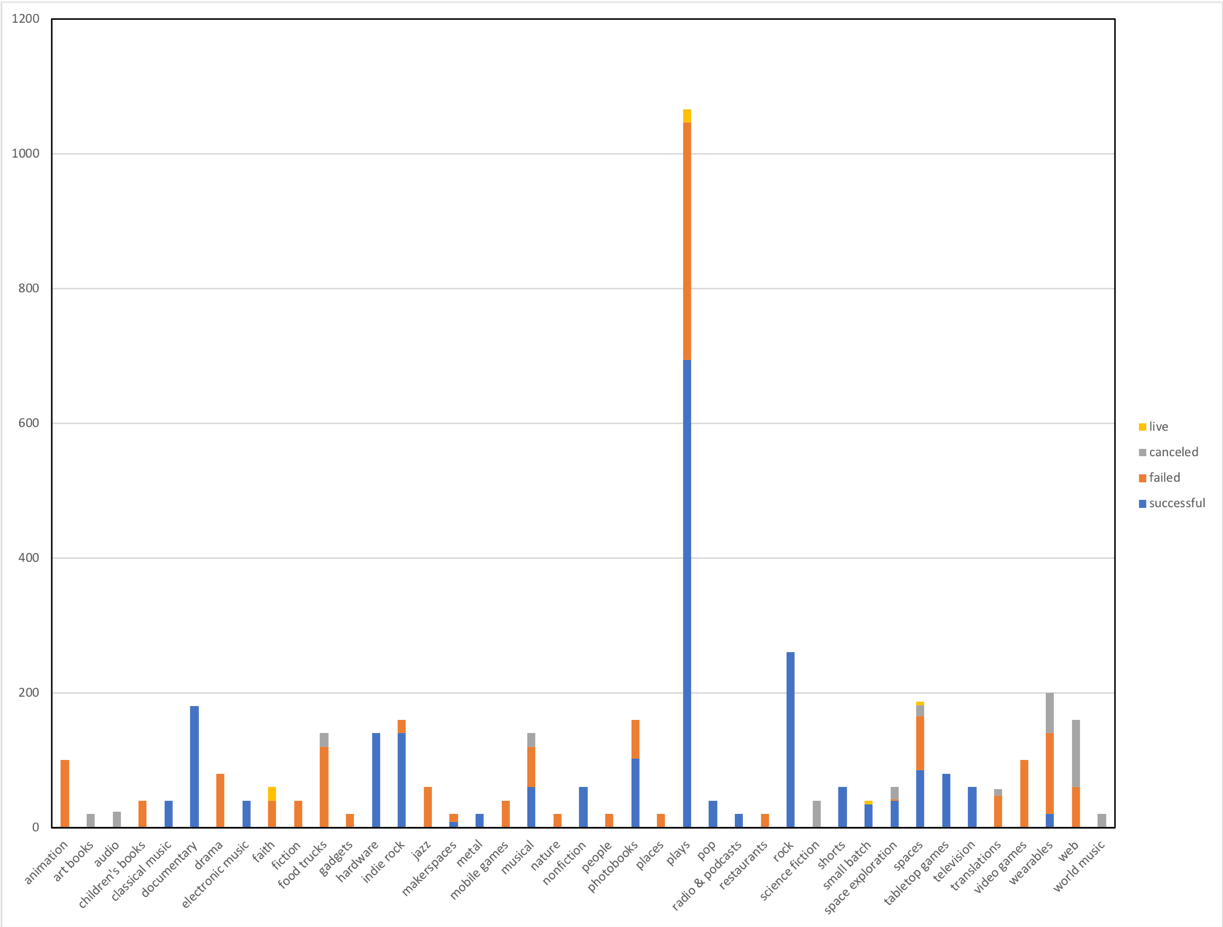 1200
1000
800
600
400
200
0
animation
art books
audio
children's books
classical music
documentary
drama
electronic music
faith
fiction
food trucks
gadgets
hardware
indie rock
jazz
makerspaces
metal
mobile games
musical
nature
nonfiction
people
photobooks
places
plays
pop
radio & podcasts
restaurants
rock
science fiction
shorts
small batch
space exploration
spaces
tabletop games
television
translations
video games
wearables
web
world music
live
canceled
failed
successful